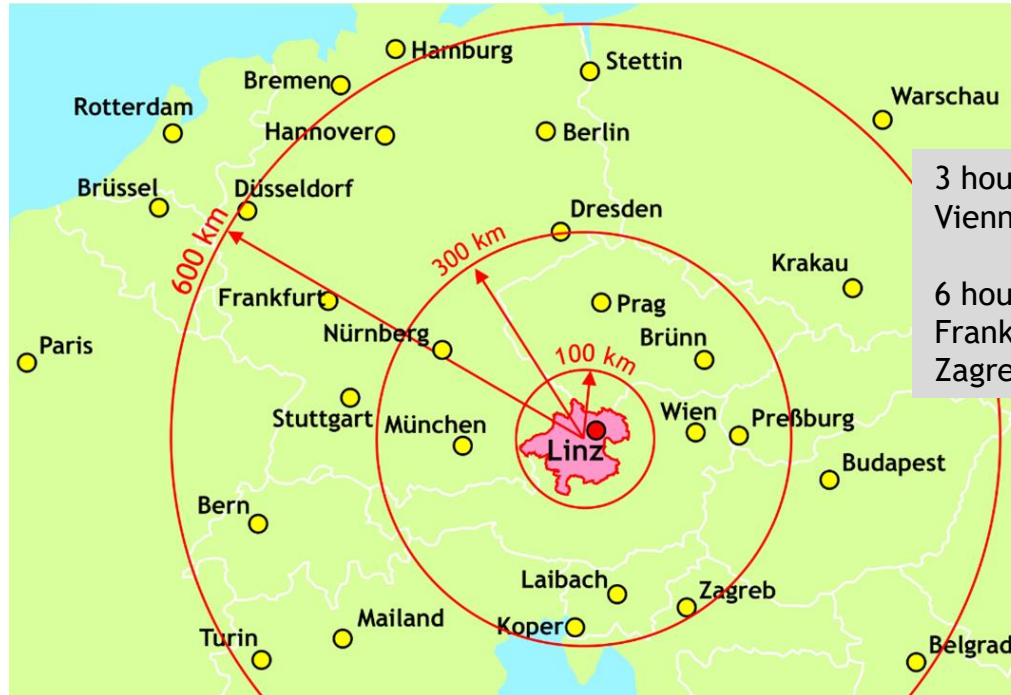 Hamburg
Stettin
Bremen
Warschau
Rotterdam
Hannover
Berlin
Brüssel
Düsseldorf
Dresden
600 km
300 km
Krakau
Frankfurt
Prag
Nürnberg
Brünn
Paris
100 km
Stuttgart
München
Wien
Preßburg
Linz
Budapest
Bern
Laibach
Zagreb
Koper
Mailand
Turin
Belgrad
3 hou
Vienn
6 hou
Frank
Zagre